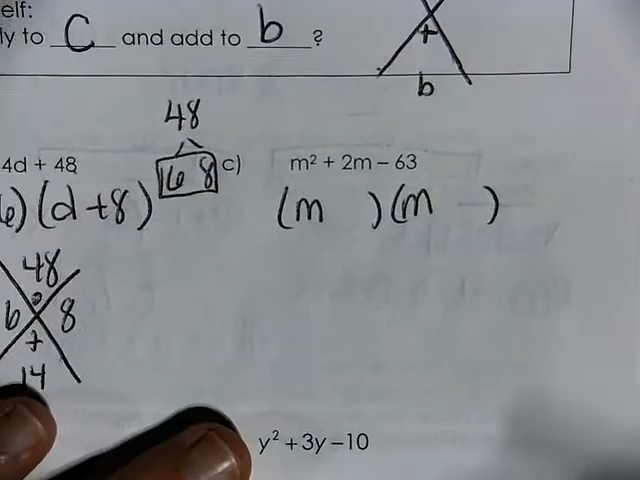 elf:
ly to C and add to b ?
+
b
48
4d + 48
6 8
c) m² + 2m – 63
6) (d + 8)
(m ) (m )
48
6 8
+
14
y² + 3y – 10